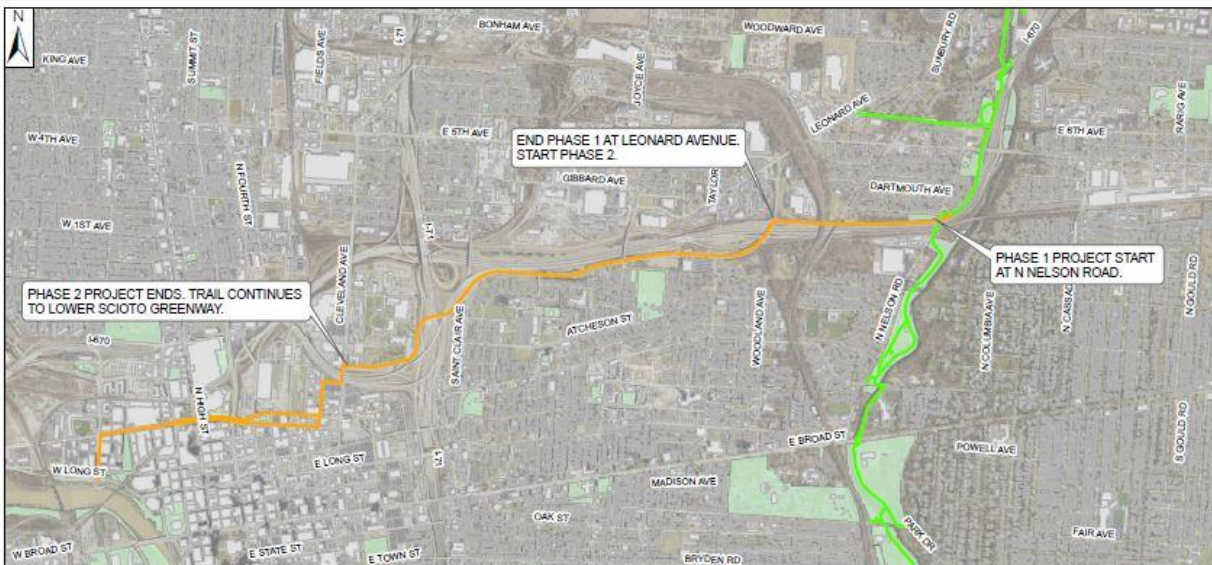 N
KING AVE
SUMMIT ST
FIELDS AVE
I-71
BONHAM AVE
JOYCE AVE
WOODWARD AVE
SUNBURY RD
I-670
RARIG AVE
W 4TH AVE
N FOURTH ST
E 5TH AVE
LEONARD AVE
E 6TH AVE
END PHASE 1 AT LEONARD AVENUE.
START PHASE 2.
GIBBARD AVE
TAYLOR
DARTMOUTH AVE
W 1ST AVE
I-71
PHASE 1 PROJECT START
AT N NELSON ROAD.
N GOULD RD
PHASE 2 PROJECT ENDS. TRAIL CONTINUES
TO LOWER SCIOTO GREENWAY.
CLEVELAND AVE
SAINT CLAIR AVE
ATCHESON ST
WOODLAND AVE
N NELSON RD
N COLUMBIA AVE
N CASSAD
I-670
N HIGH ST
E BROAD ST
POWELL AVE
S GOULD RD
W LONG ST
E LONG ST
I-71
MADISON AVE
OAK ST
PARK DR
FAIR AVE
W BROAD ST
E STATE ST
E TOWN ST
BRYDEN RD